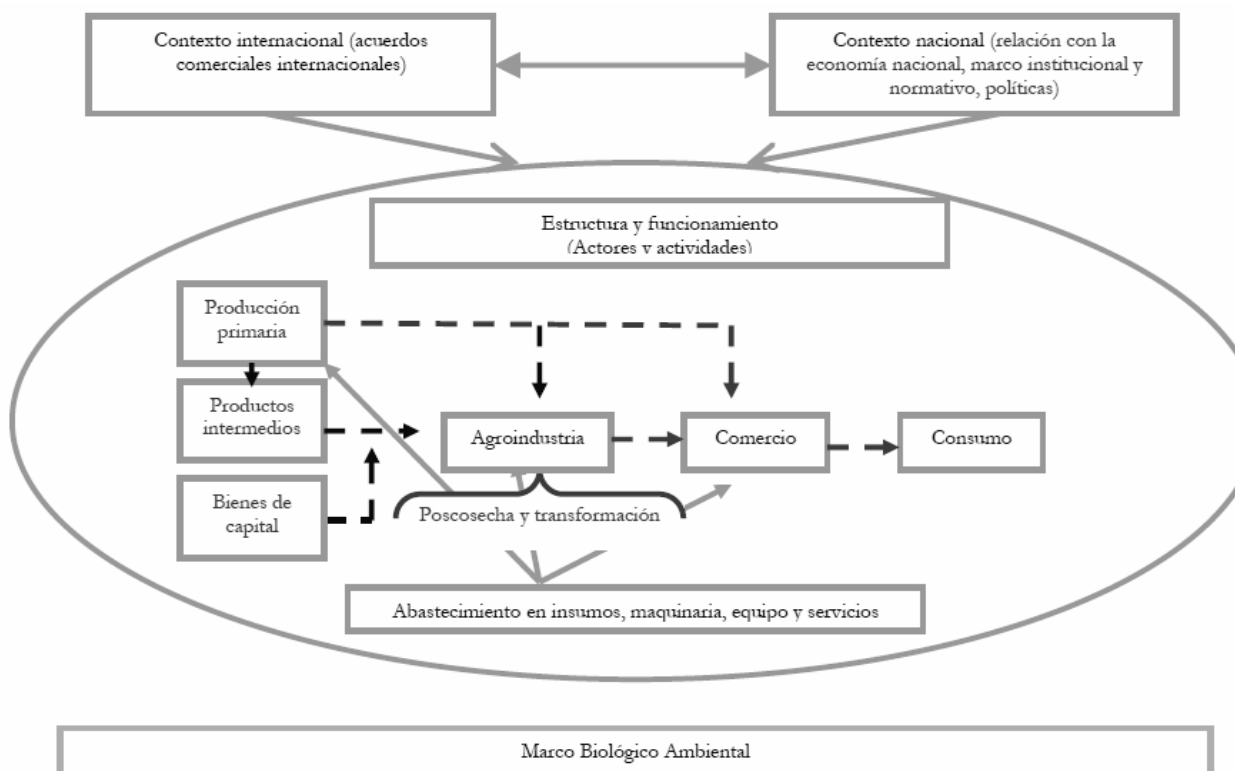 Contexto internacional (acuerdos
comerciales internacionales)
Contexto nacional (relación con la
economía nacional, marco institucional y
normativo, políticas)
Estructura y funcionamiento
(Actores y actividades)
Producción
primaria
Productos
intermedios
Agroindustria
Comercio
Consumo
Bienes de
capital
Poscosecha y transformación
Abastecimiento en insumos, maquinaria, equipo y servicios
Marco Biológico Ambiental